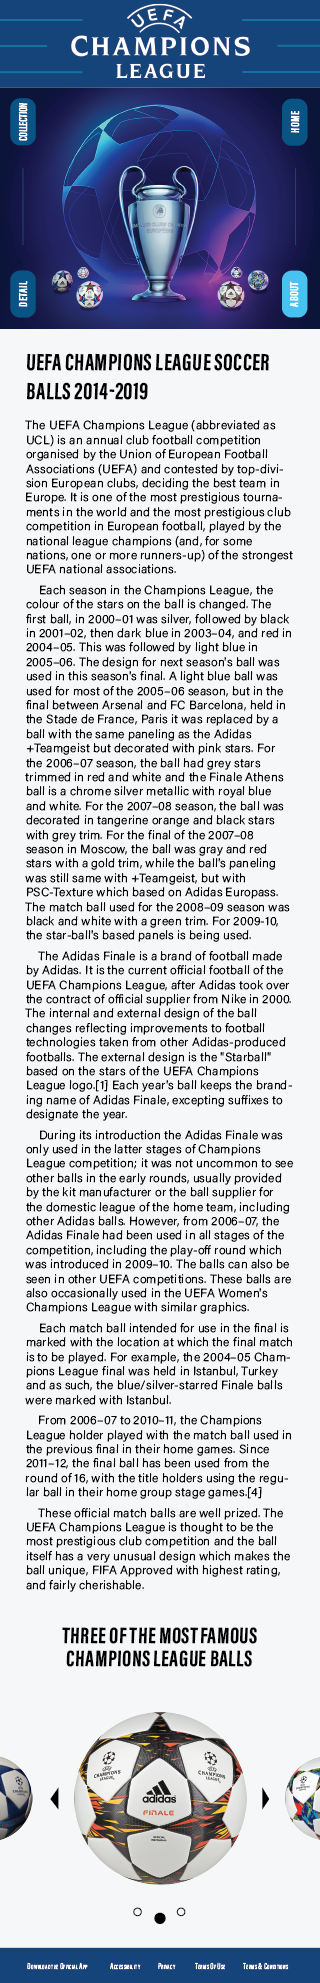 UEFA
CHAMPIONS
LEAGUE
COLLECTION
HOME
DETAIL
ABOUT
UEFA CHAMPIONS LEAGUE SOCCER
BALLS 2014-2019
The UEFA Champions League (abbreviated as
UCL) is an annual club football competition
organised by the Union of European Football
Associations (UEFA) and contested by top-divi-
sion European clubs, deciding the best team in
Europe. It is one of the most prestigious tourna-
ments in the world and the most prestigious club
competition in European football, played by the
national league champions (and, for some
nations, one or more runners-up) of the strongest
UEFA national associations.
Each season in the Champions League, the
colour of the stars on the ball is changed. The
first ball, in 2000–01 was silver, followed by black
in 2001–02, then dark blue in 2003–04, and red in
2004–05. This was followed by light blue in
2005–06. The design for next season's ball was
used in this season's final. A light blue ball was
used for most of the 2005–06 season, but in the
final between Arsenal and FC Barcelona, held in
the Stade de France, Paris it was replaced by a
ball with the same paneling as the Adidas
+Teamgeist but decorated with pink stars. For
the 2006–07 season, the ball had grey stars
trimmed in red and white and the Finale Athens
ball is a chrome silver metallic with royal blue
and white. For the 2007–08 season, the ball was
decorated in tangerine orange and black stars
with grey trim. For the final of the 2007–08
season in Moscow, the ball was gray and red
stars with a gold trim, while the ball's paneling
was still same with +Teamgeist, but with
PSC-Texture which based on Adidas Europass.
The match ball used for the 2008–09 season was
black and white with a green trim. For 2009-10,
the star-ball's based panels is being used.
The Adidas Finale is a brand of football made
by Adidas. It is the current official football of the
UEFA Champions League, after Adidas took over
the contract of official supplier from Nike in 2000.
The internal and external design of the ball
changes reflecting improvements to football
technologies taken from other Adidas-produced
footballs. The external design is the "Starball"
based on the stars of the UEFA Champions
League logo.[1] Each year's ball keeps the brand-
ing name of Adidas Finale, excepting suffixes to
designate the year.
During its introduction the Adidas Finale was
only used in the latter stages of Champions
League competition; it was not uncommon to see
other balls in the early rounds, usually provided
by the kit manufacturer or the ball supplier for
the domestic league of the home team, including
other Adidas balls. However, from 2006–07, the
Adidas Finale had been used in all stages of the
competition, including the play-off round which
was introduced in 2009–10. The balls can also be
seen in other UEFA competitions. These balls are
also occasionally used in the UEFA Women's
Champions League with similar graphics.
Each match ball intended for use in the final is
marked with the location at which the final match
is to be played. For example, the 2004–05 Cham-
pions League final was held in Istanbul, Turkey
and as such, the blue/silver-starred Finale balls
were marked with Istanbul.
From 2006–07 to 2010–11, the Champions
League holder played with the match ball used in
the previous final in their home games. Since
2011–12, the final ball has been used from the
round of 16, with the title holders using the regu-
lar ball in their home group stage games.[4]
These official match balls are well prized. The
UEFA Champions League is thought to be the
most prestigious club competition and the ball
itself has a very unusual design which makes the
ball unique, FIFA Approved with highest rating,
and fairly cherishable.
THREE OF THE MOST FAMOUS
CHAMPIONS LEAGUE BALLS
CHAMPIONS
LEAGUE
CHAMPIONS
LEAGUE
adidas
FINALE
DOWNLOAD THE OFFICIAL APP
ACCESSIBILITY
PRIVACY
TERMS OF USE
TERMS & CONDITIONS